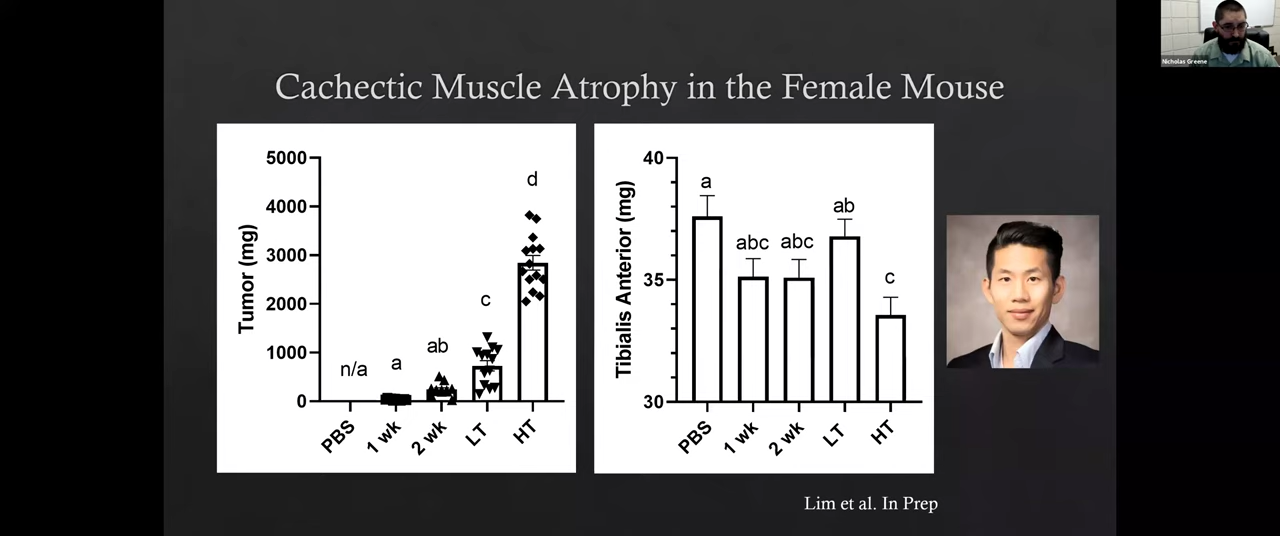 Nicholas Greene
Cachectic Muscle Atrophy in the Female Mouse
5000
4000
3000
2000
1000
0
Tumor (mg)
n/a
a
ab
c
d
PBS
1 wk
2 wk
LT
HT
40
35
30
Tibialis Anterior (mg)
a
abc
abc
ab
c
PBS
1 wk
2 wk
LT
HT
Lim et al. In Prep